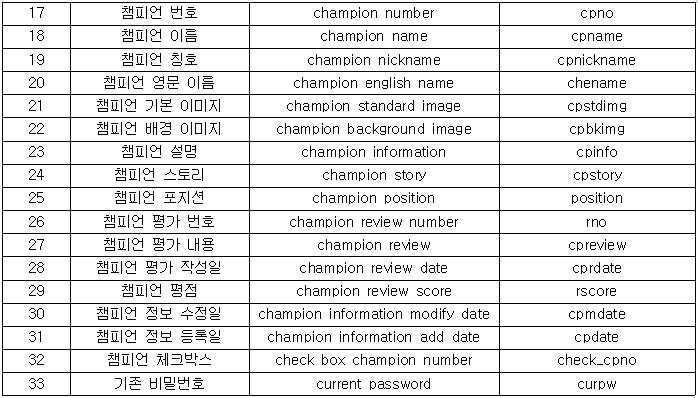 17 챔피언 번호 champion number cpno
18 챔피언 이름 champion name cpname
19 챔피언 칭호 champion nickname cpnickname
20 챔피언 영문 이름 champion english name chename
21 챔피언 기본 이미지 champion standard image cpstdimg
22 챔피언 배경 이미지 champion background image cpbkimg
23 챔피언 설명 champion information cpinfo
24 챔피언 스토리 champion story cpstory
25 챔피언 포지션 champion position position
26 챔피언 평가 번호 champion review number rno
27 챔피언 평가 내용 champion review cpreview
28 챔피언 평가 작성일 champion review date cprdate
29 챔피언 평점 champion review score rscore
30 챔피언 정보 수정일 champion information modify date cpmdate
31 챔피언 정보 등록일 champion information add date cpdate
32 챔피언 체크박스 check box champion number check_cpno
33 기존 비밀번호 current password curpw